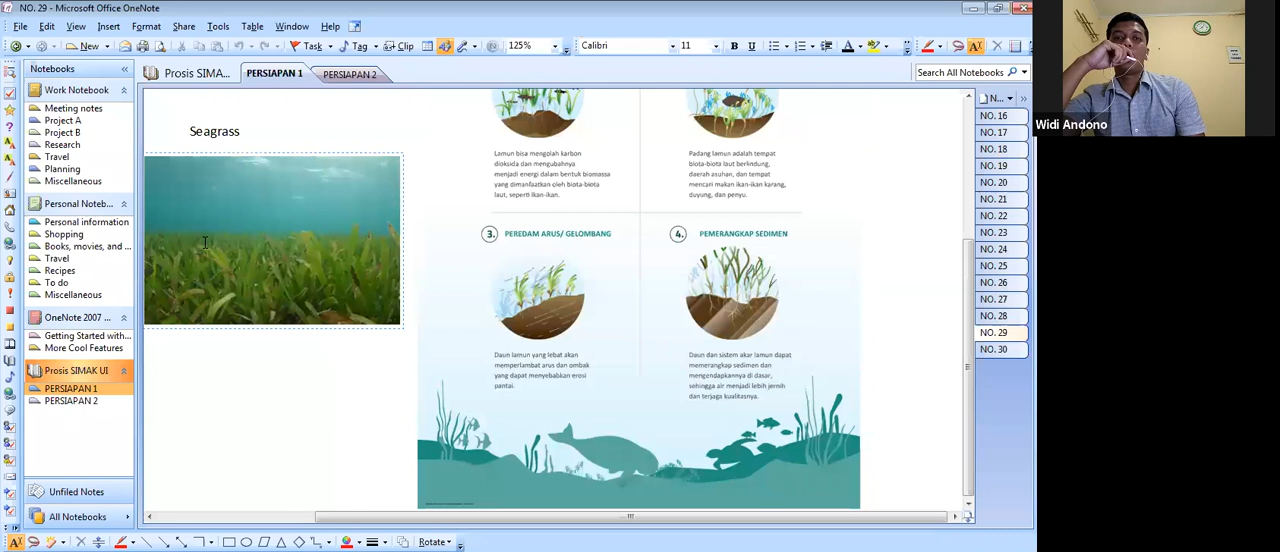 NO. 29 - Microsoft Office OneNote
File Edit View Insert Format Share Tools Table Window Help
New Task Tag Clip 125% Calibri 11 B U A
Notebooks
Prosis SIMA... PERSIAPAN 1 PERSIAPAN 2
Search All Notebooks
Work Notebook
Meeting notes
Project A
Project B
Research
Travel
Planning
Miscellaneous
Personal Noteb...
Personal information
Shopping
Books, movies, and ...
Travel
Recipes
To do
Miscellaneous
OneNote 2007 ...
Getting Started with...
More Cool Features
Prosis SIMAK UI
PERSIAPAN 1
PERSIAPAN 2
Unfiled Notes
All Notebooks
Seagrass
Lamun bisa mengolah karbon
dioksida dan mengubahnya
menjadi energi dalam bentuk biomassa
yang dimanfaatkan oleh biota-biota
laut, seperti ikan-ikan.
Padang lamun adalah tempat
biota-biota laut berlindung,
daerah asuhan, dan tempat
mencari makan ikan-ikan karang,
duyung, dan penyu.
3. PEREDAM ARUS/ GELOMBANG
Daun lamun yang lebat akan
memperlambat arus dan ombak
yang dapat menyebabkan erosi
pantai.
4. PEMERANGKAP SEDIMEN
Daun dan sistem akar lamun dapat
memerangkap sedimen dan
mengendapkannya di dasar,
sehingga air menjadi lebih jernih
dan terjaga kualitasnya.
N...
NO. 16
NO. 17
NO. 18
NO. 19
NO. 20
NO. 21
NO. 22
NO. 23
NO. 24
NO. 25
NO. 26
NO. 27
NO. 28
NO. 29
NO. 30
Rotate
Widi Andono